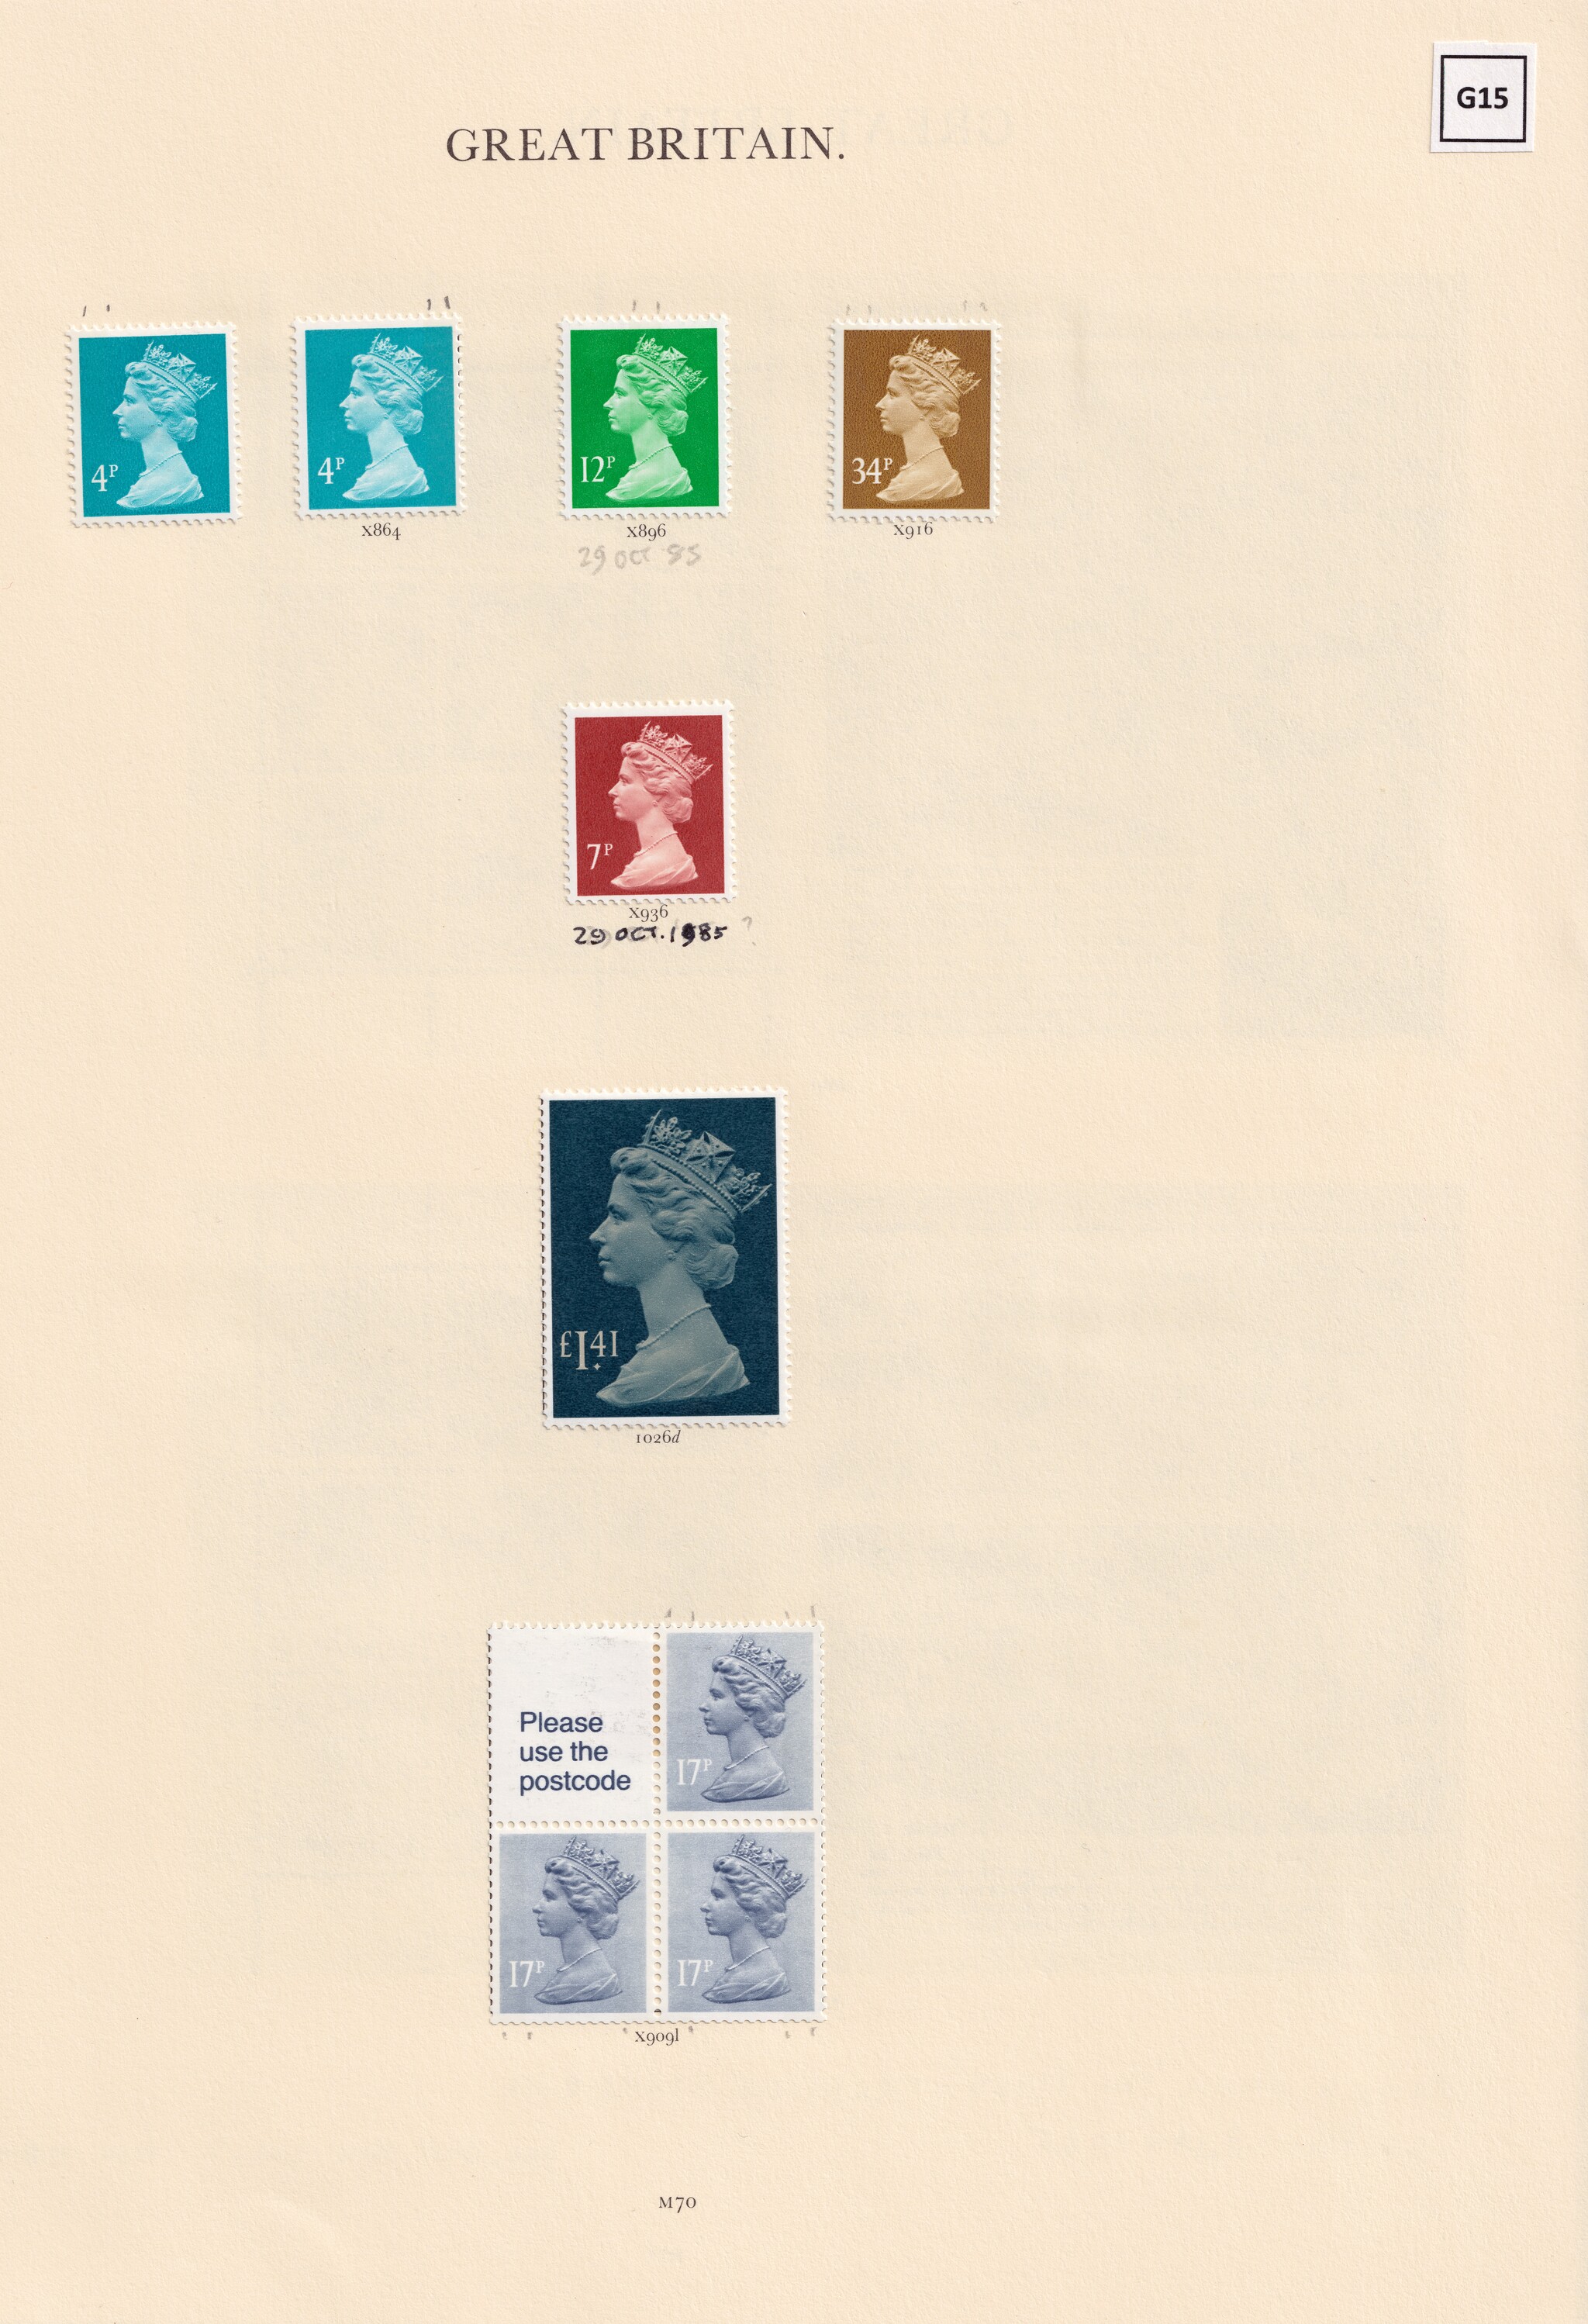 G15
GREAT BRITAIN.
4P
4P
12P
34P
X864
X896
X916
29 OCT 85
7P
X936
29 OCT. 1985 ?
£1.41
1026d
Please
use the
postcode
17P
17P
17P
X909l
M70